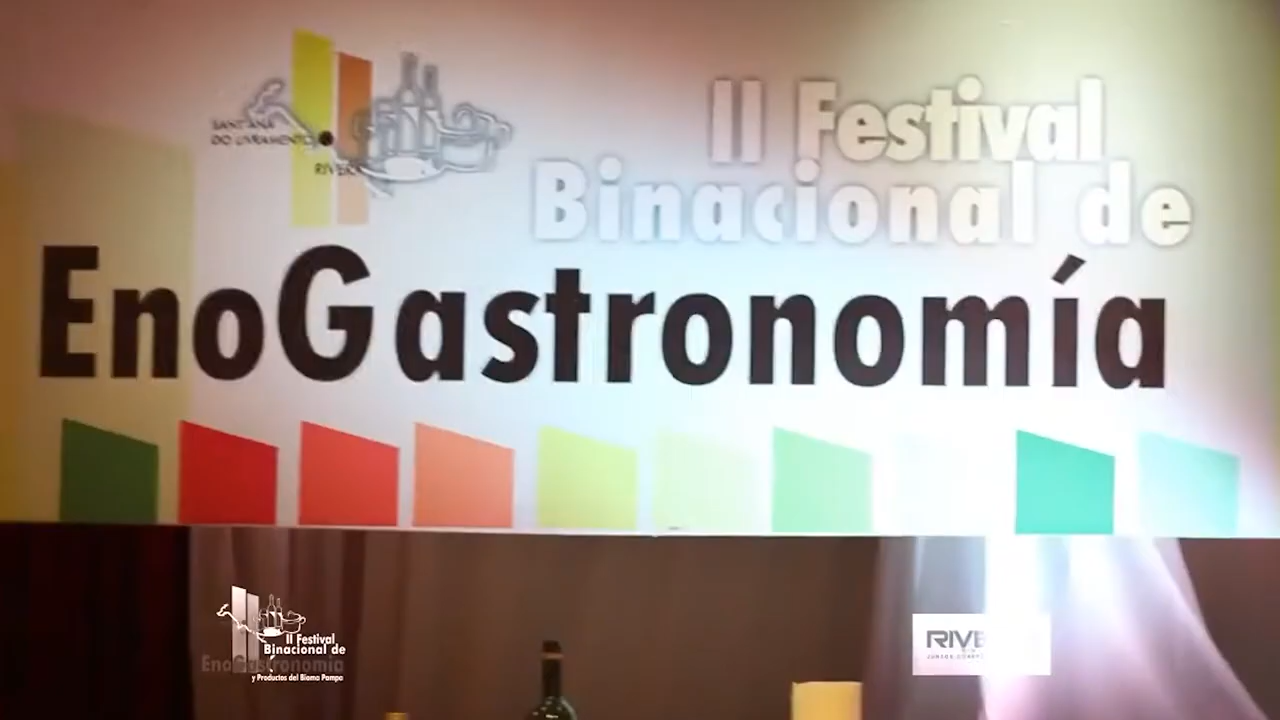 II Festival
SANT'ANA
DO LIVRAMENTO
RIVERA
Binacional de
EnoGastronomía
II Festival
Binacional de
EnoGastronomía
y Productos del Bioma Pampa